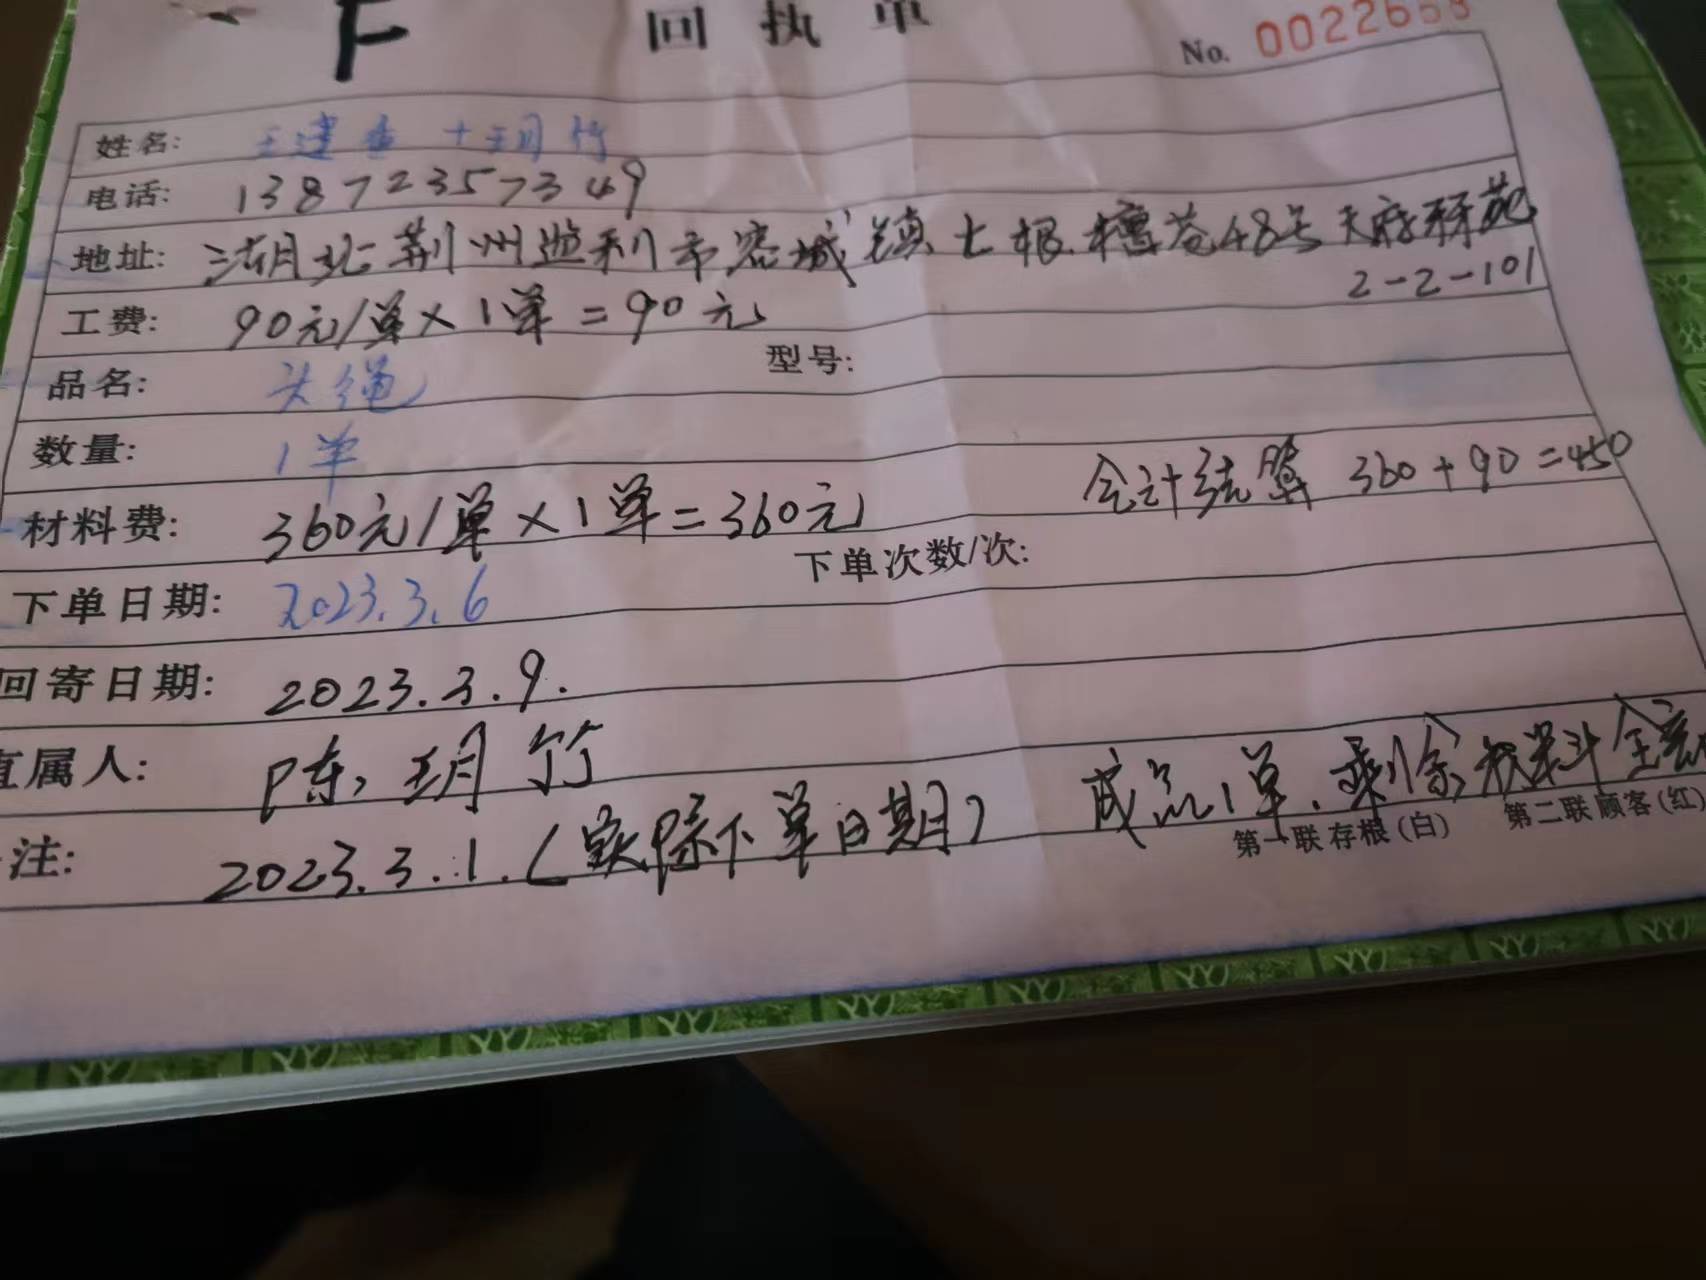 F
回执单
No. 0022653
姓名: 王建 + 玥竹
电话: 13872357349
地址: 湖北荆州监利市容城镇七根檀巷48号天府豪苑
2-2-101
工费: 90元/单×1单=90元
品名: 头绳 型号:
数量: 1单
材料费: 360元/单×1单=360元 合计结算 360+90=450
下单日期: 2023.3.6 下单次数/次:
回寄日期: 2023.3.9.
直属人: 陈玥竹
注: 2023.3.1.(实际下单日期) 成品1单.剩余材料全
第一联存根(白) 第二联顾客(红)